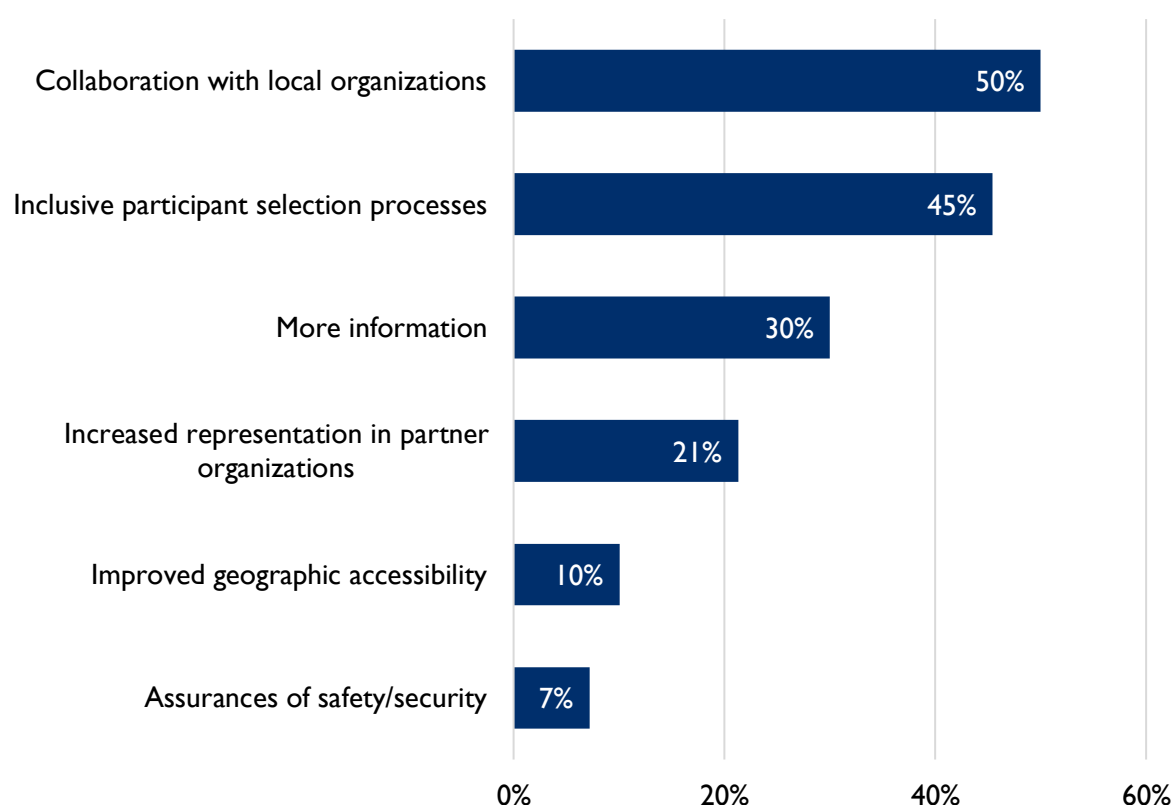 Collaboration with local organizations
50%
Inclusive participant selection processes
45%
More information
30%
Increased representation in partner
organizations
21%
Improved geographic accessibility
10%
Assurances of safety/security
7%
0%
20%
40%
60%